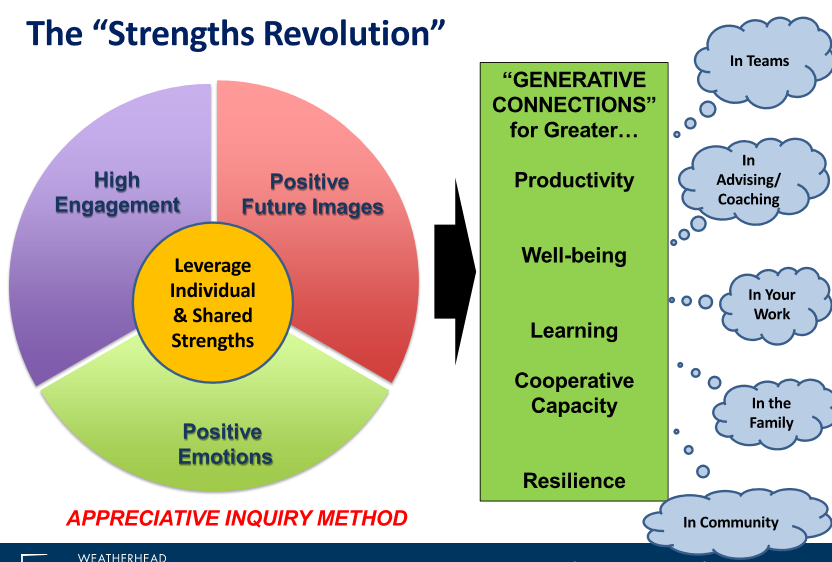 The “Strengths Revolution”
High
Engagement
Positive
Future Images
Leverage
Individual
& Shared
Strengths
Positive
Emotions
APPRECIATIVE INQUIRY METHOD
“GENERATIVE
CONNECTIONS”
for Greater…
Productivity
Well-being
Learning
Cooperative
Capacity
Resilience
In Teams
In
Advising/
Coaching
In Your
Work
In the
Family
In Community
WEATHERHEAD